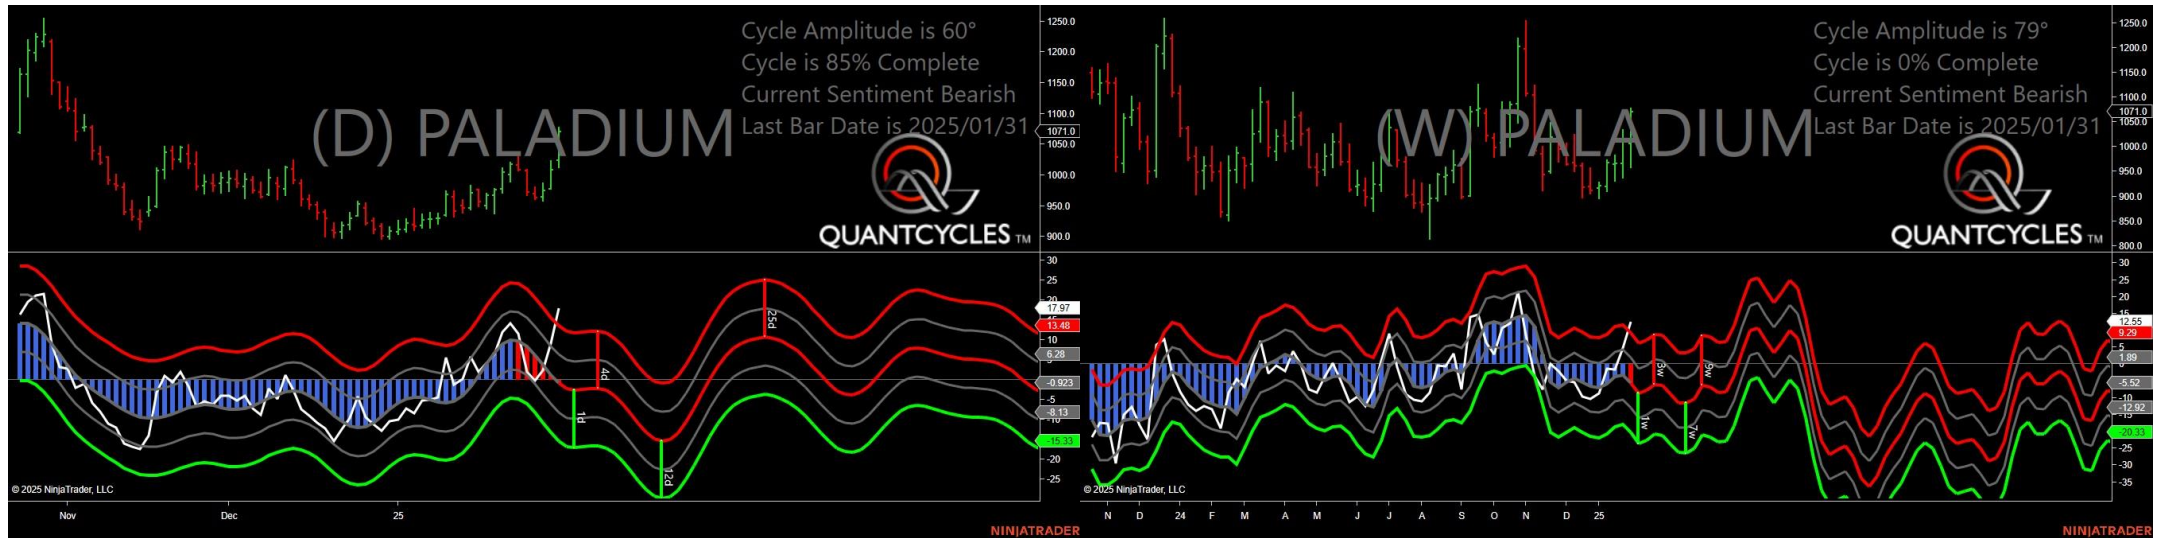 Cycle Amplitude is 60°
Cycle is 85% Complete
Current Sentiment Bearish
Last Bar Date is 2025/01/31
(D) PALADIUM
QUANTCYCLES TM
1250.0
1200.0
1150.0
1100.0
1071.0
1050.0
1000.0
950.0
900.0
30
25
20
17.97
13.48
10
6.28
-0.923
-5
-8.13
-10
-15.33
-20
-25
1d
4d
12d
25d
© 2025 NinjaTrader, LLC
Nov
Dec
25
NINJATRADER
Cycle Amplitude is 79°
Cycle is 0% Complete
Current Sentiment Bearish
Last Bar Date is 2025/01/31
(W) PALADIUM
QUANTCYCLES TM
1250.0
1200.0
1150.0
1100.0
1071.0
1050.0
1000.0
950.0
900.0
850.0
800.0
30
25
20
15
12.55
9.29
5
1.89
-5.52
-10
-12.92
-15
-20.33
-25
-30
-35
1w
3w
7w
9w
© 2025 NinjaTrader, LLC
N D 24 F M A M J J A S O N D 25
NINJATRADER